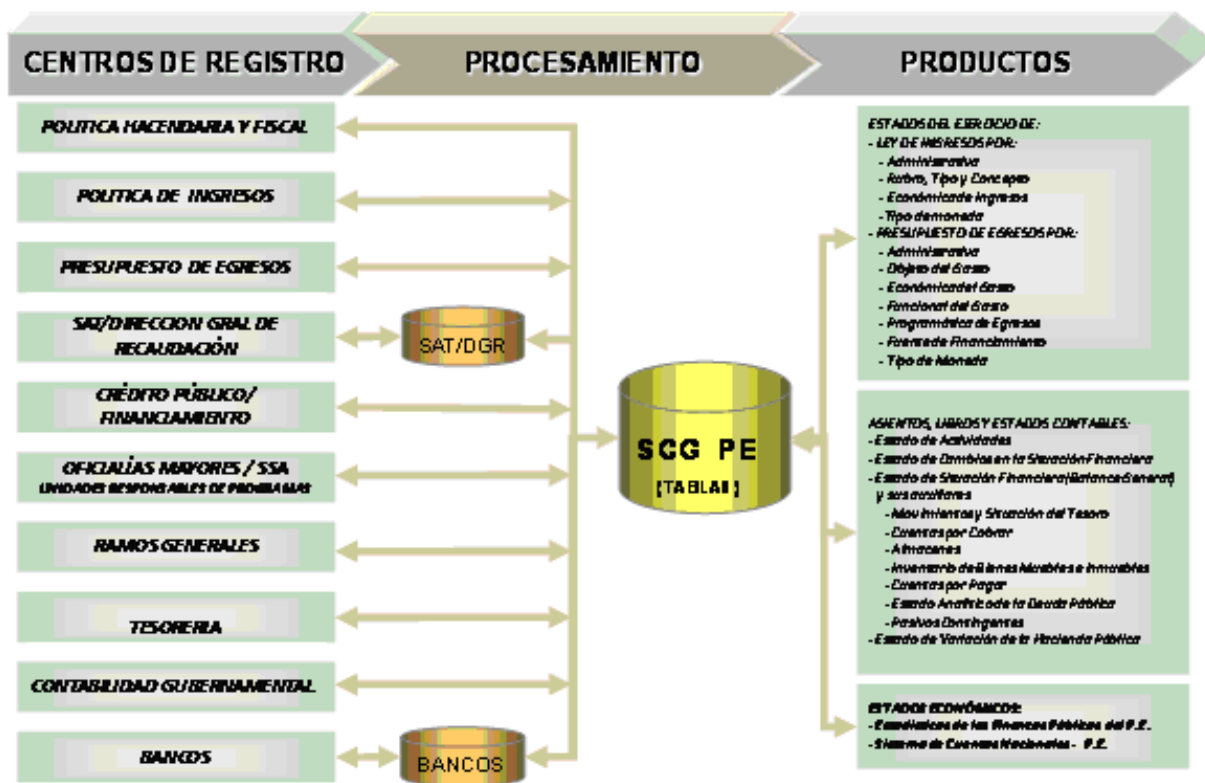 CENTROS DE REGISTRO
PROCESAMIENTO
PRODUCTOS
POLITICA HACENDARIA Y FISCAL
POLITICA DE INGRESOS
PRESUPUESTO DE EGRESOS
SAT/DIRECCION GRAL DE
RECAUDACIÓN
CRÉDITO PÚBLICO/
FINANCIAMIENTO
OFICIALÍAS MAYORES / SSA
UNIDADES RESPONSABLES DE PROGRAMAS
RAMOS GENERALES
TESORERIA
CONTABILIDAD GUBERNAMENTAL
BANCOS
SAT/DGR
BANCOS
SCG PE
(TABLAS)
ESTADOS DEL EJERCICIO DE:
- LEY DE INGRESOS POR:
- Administrativa
- Rubro, Tipo y Concepto
- Económica de Ingresos
- Tipo de moneda
- PRESUPUESTO DE EGRESOS POR:
- Administrativa
- Objeto del Gasto
- Económica del Gasto
- Funcional del Gasto
- Programática de Egresos
- Fuente de Financiamiento
- Tipo de Moneda
ASIENTOS, LIBROS Y ESTADOS CONTABLES:
- Estado de Actividades
- Estado de Cambios en la Situación Financiera
- Estado de Situación Financiera (Balance General)
y sus auxiliares
- Movimientos y Situación del Tesoro
- Cuentas por Cobrar
- Almacenes
- Inventario de Bienes Muebles e Inmuebles
- Cuentas por Pagar
- Estado Analítico de la Deuda Pública
- Pasivos Contingentes
- Estado de Variación de la Hacienda Pública
ESTADOS ECONÓMICOS:
- Estadísticas de las Finanzas Públicas del P.E.
- Sistema de Cuentas Nacionales - P.E.